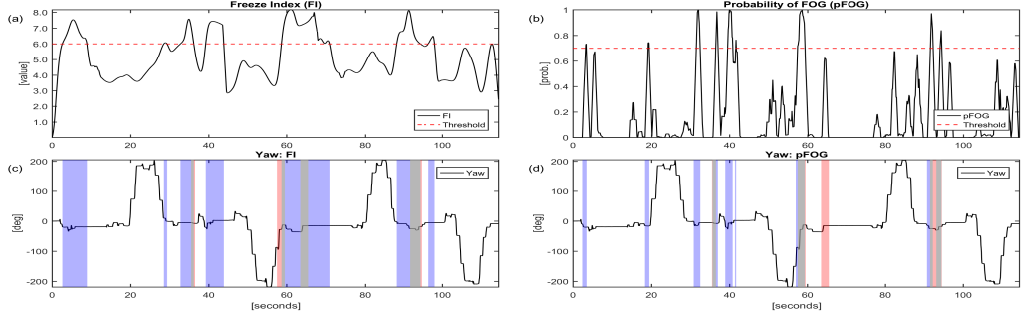 Freeze Index (FI)
(a)
8.0
7.0
6.0
5.0
4.0
3.0
2.0
1.0
[value]
FI
Threshold
0 20 40 60 80 100
Probability of FOG (pFOG)
(b)
1
0.8
0.6
0.4
0.2
0
[prob.]
pFOG
Threshold
0 20 40 60 80 100
Yaw: FI
(c)
200
100
0
-100
-200
[deg]
Yaw
0 20 40 60 80 100
[seconds]
Yaw: pFOG
(d)
200
100
0
-100
-200
[deg]
Yaw
0 20 40 60 80 100
[seconds]